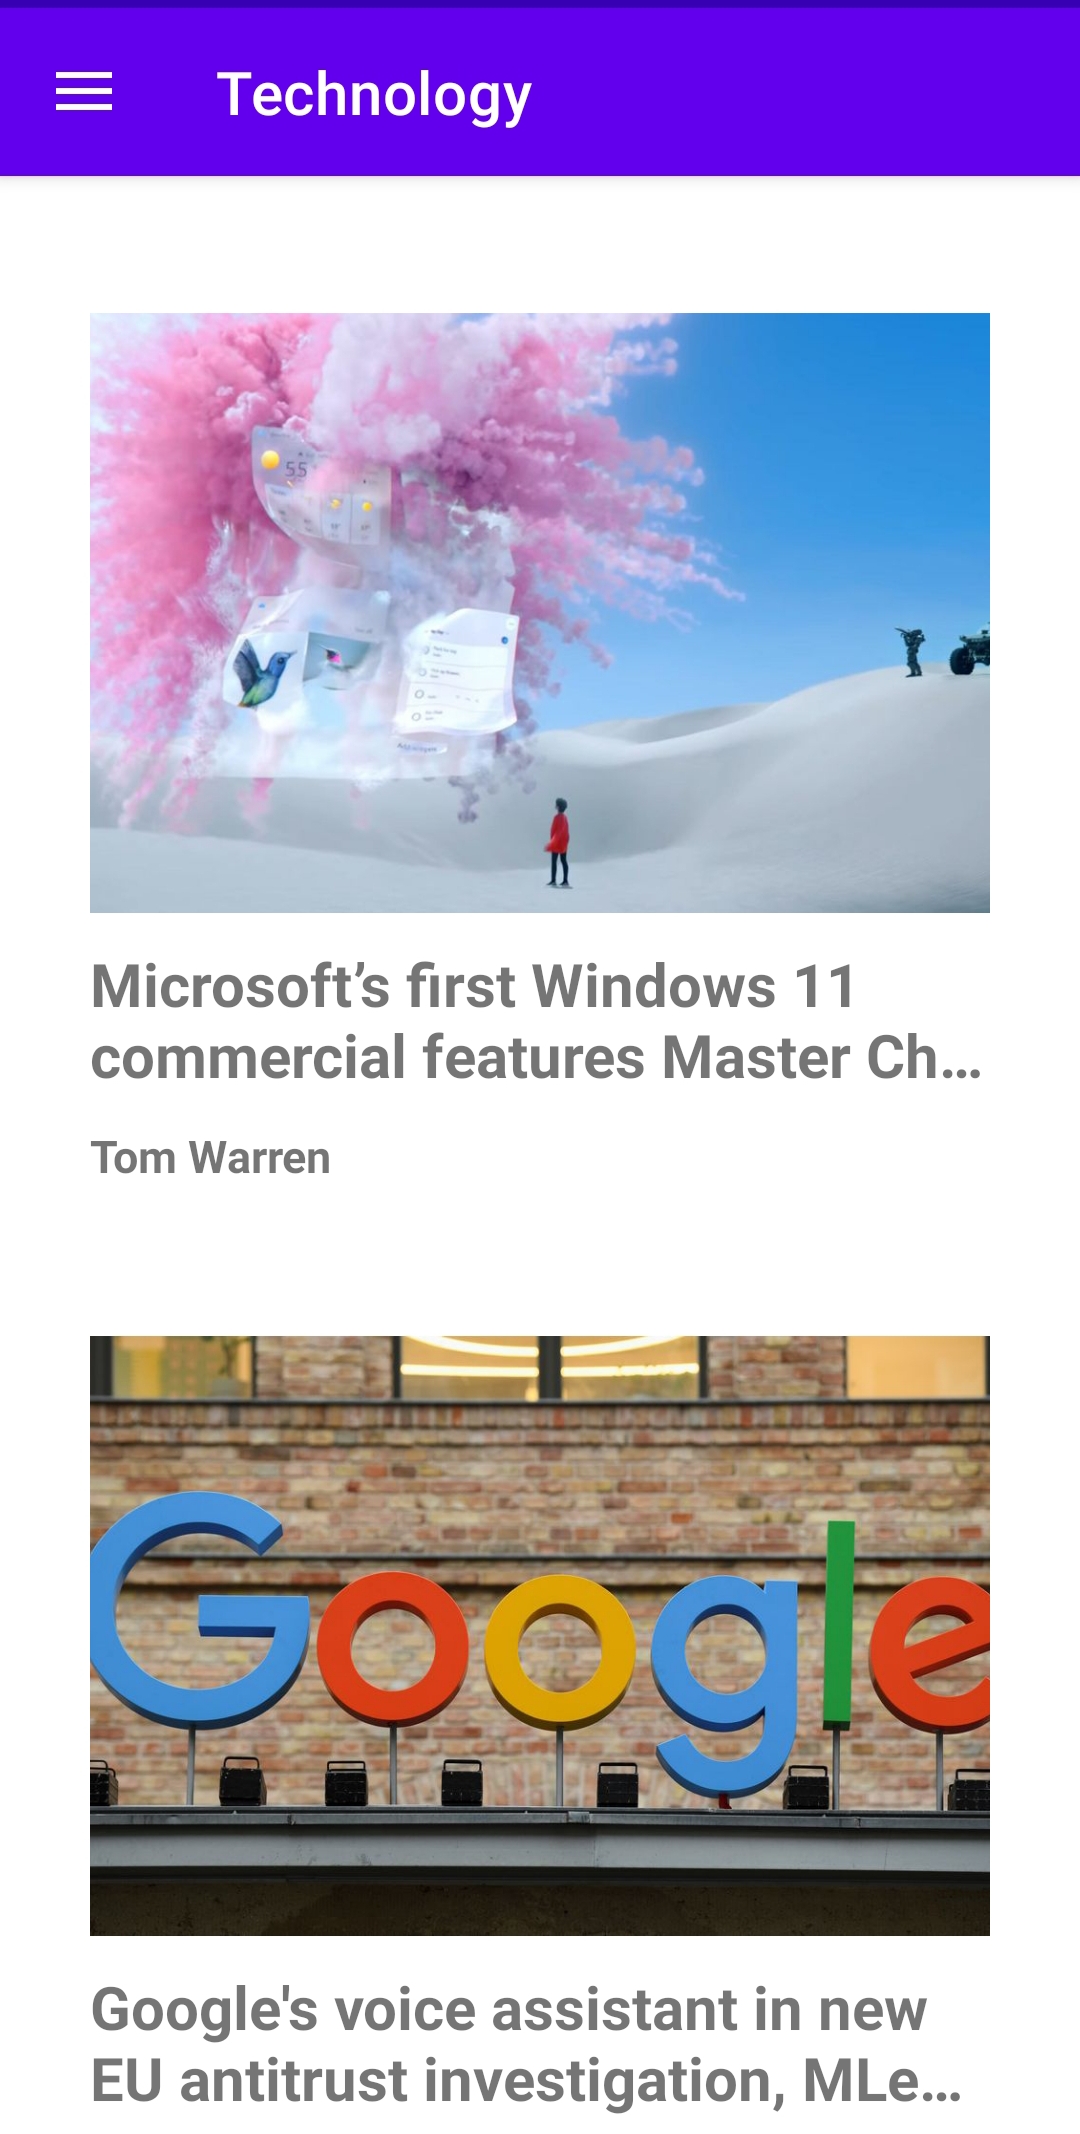 Technology
55
Microsoft’s first Windows 11
commercial features Master Ch…
Tom Warren
Google
Google's voice assistant in new
EU antitrust investigation, MLe…